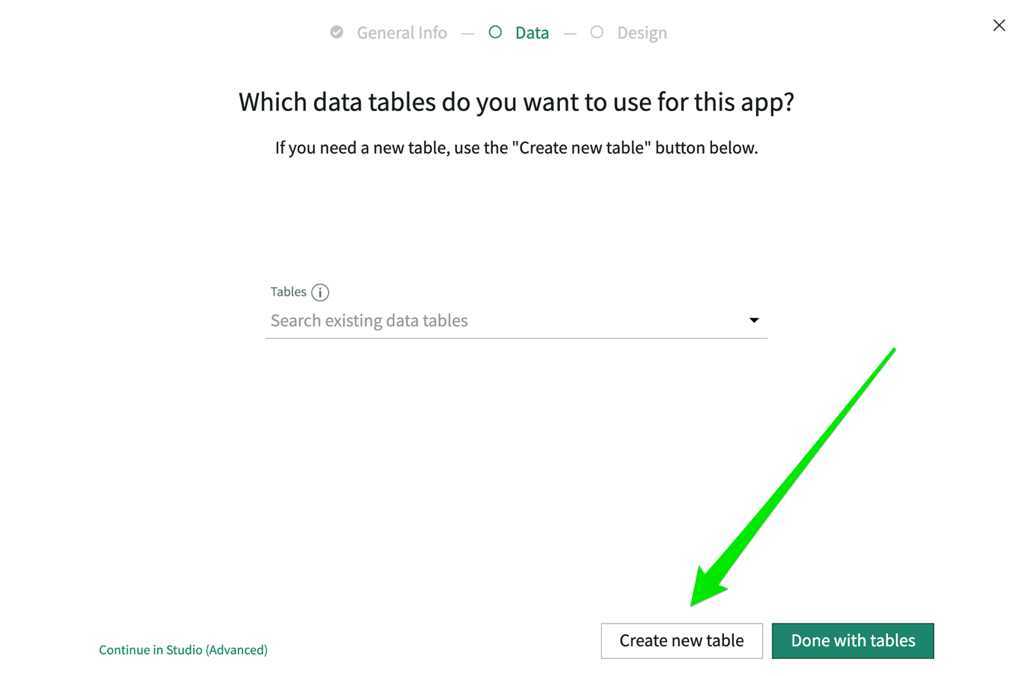 General Info — Data — Design
Which data tables do you want to use for this app?
If you need a new table, use the "Create new table" button below.
Tables
Search existing data tables
Continue in Studio (Advanced)
Create new table
Done with tables